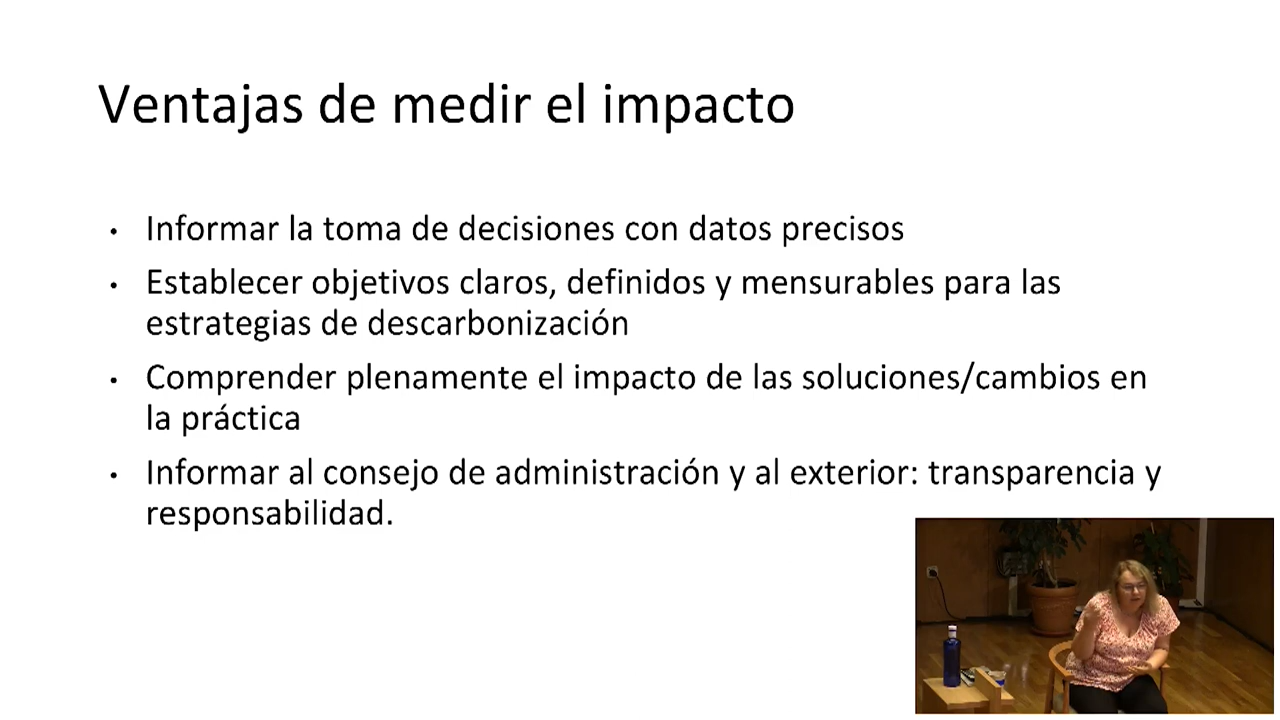 Ventajas de medir el impacto
• Informar la toma de decisiones con datos precisos
• Establecer objetivos claros, definidos y mensurables para las
estrategias de descarbonización
• Comprender plenamente el impacto de las soluciones/cambios en
la práctica
• Informar al consejo de administración y al exterior: transparencia y
responsabilidad.